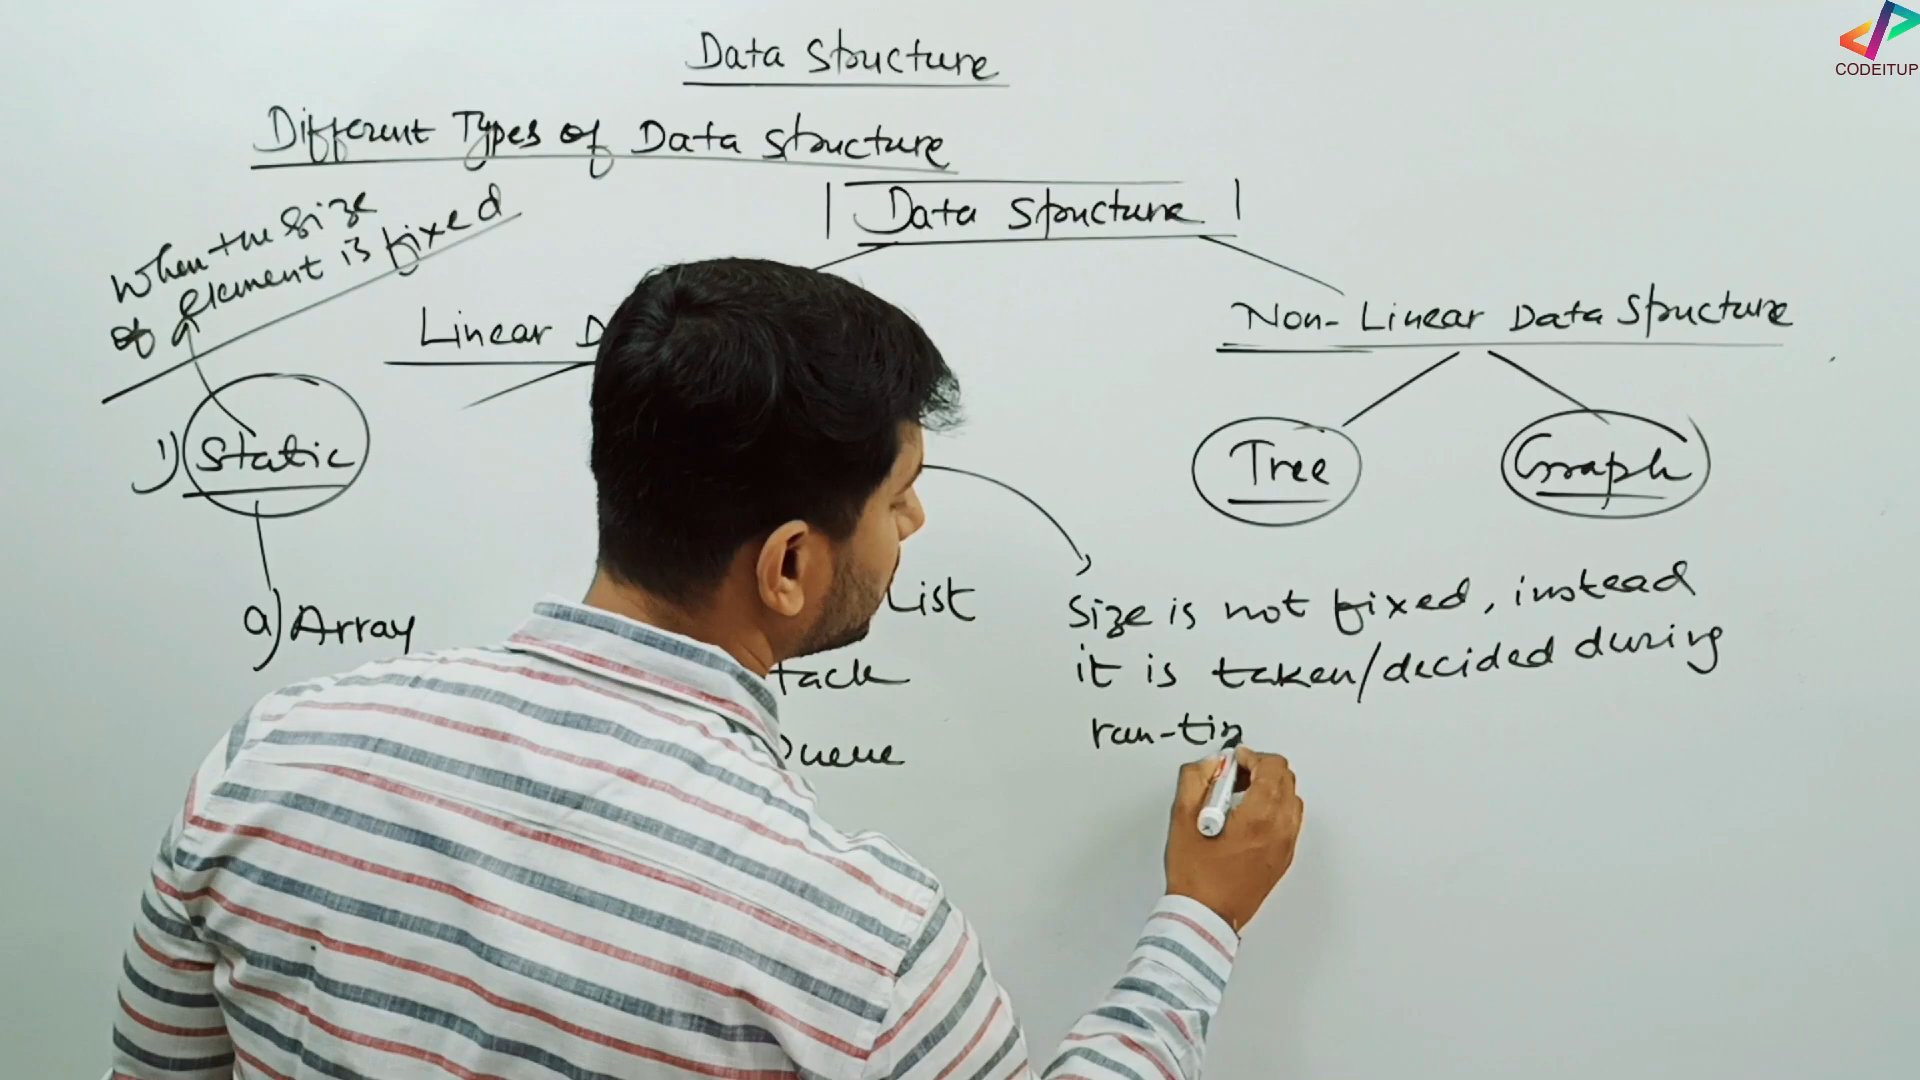 Data Structure
CODEITUP
Different Types of Data Structure
Data Structure
When the size
of element is fixed
Linear D
Non-Linear Data Structure
1) Static
Tree
Graph
a) Array
List
tack
Queue
Size is not fixed, instead
it is taken/decided during
run-tim